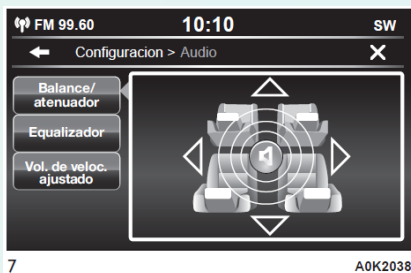 FM 99.60 10:10 SW
Configuracion > Audio
Balance/
atenuador
Equalizador
Vol. de veloc.
ajustado
7 A0K2038